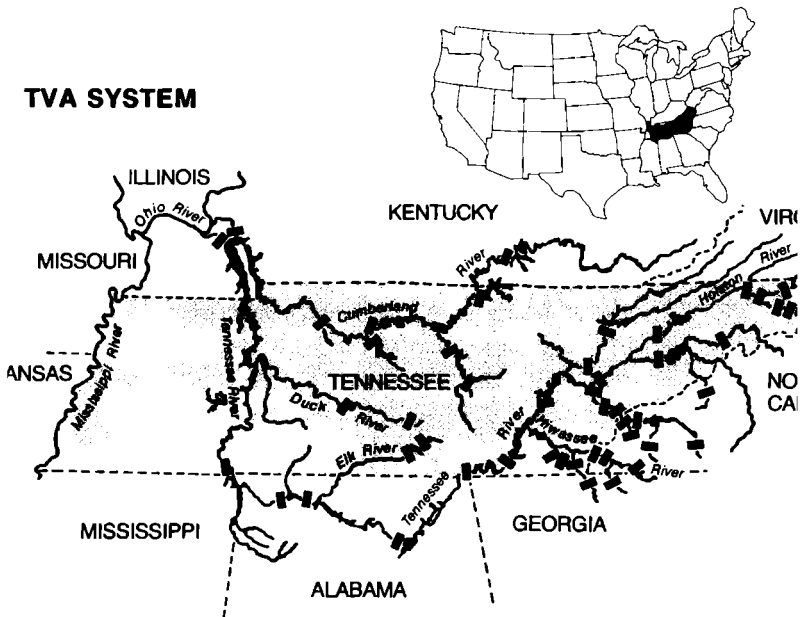 TVA SYSTEM
ILLINOIS
Ohio River
KENTUCKY
VIRG
MISSOURI
River
River
Holston
Cumberland
Tennessee River
ANSAS
Mississippi River
TENNESSEE
Duck
River
NO
CA
River
Hiwassee
Elk River
River
Tennessee
MISSISSIPPI
GEORGIA
ALABAMA